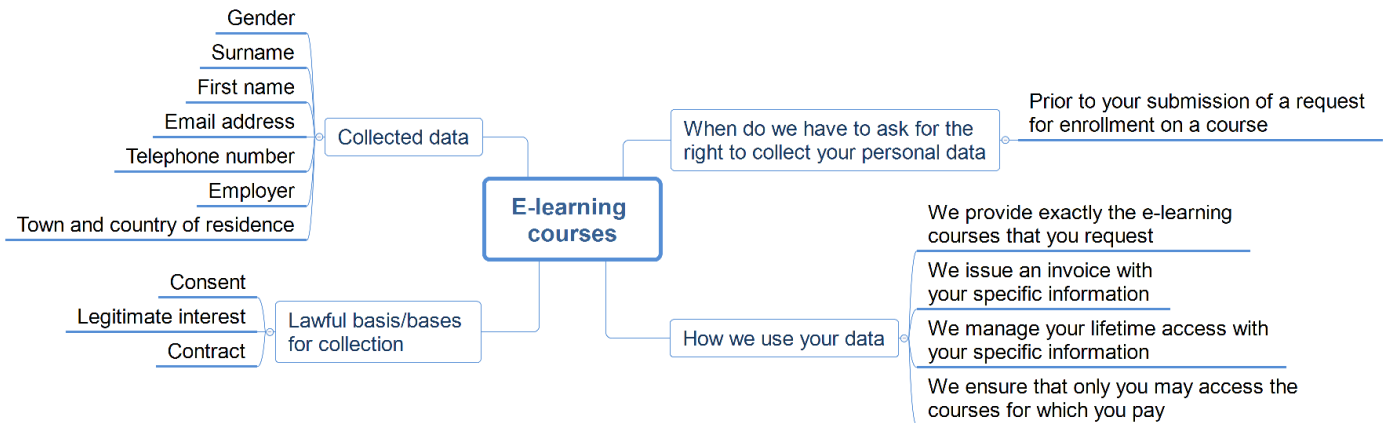 Gender
Surname
First name
Email address
Telephone number
Employer
Town and country of residence
Collected data
Consent
Legitimate interest
Contract
Lawful basis/bases
for collection
E-learning
courses
When do we have to ask for the
right to collect your personal data
Prior to your submission of a request
for enrollment on a course
How we use your data
We provide exactly the e-learning
courses that you request
We issue an invoice with
your specific information
We manage your lifetime access with
your specific information
We ensure that only you may access the
courses for which you pay